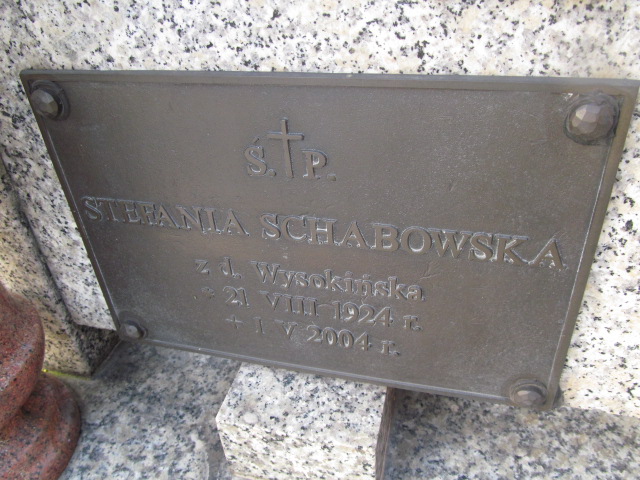 Ś. † P.
STEFANIA SCHABOWSKA
z d. Wysokińska
* 21 VIII 1924 r.
+ 1 V 2004 r.